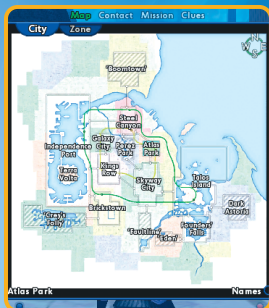 Map Contact Mission Clues
City Zone
'Boomtown'
Steel Canyon
Galaxy City
Perez Park
Atlas Park
Independence Port
Kings Row
Terra Volta
Skyway City
Talos Island
Brickstown
Dark Astoria
'Crey's Folly'
'Faultline'
Founders' Falls
'Eden'
Atlas Park Names